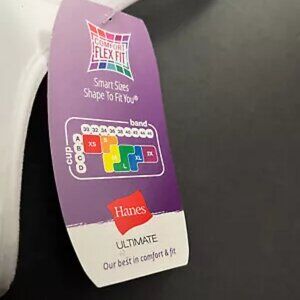 COMFORT
FLEX FIT
Smart Sizes
Shape To Fit You®
band
30 32 34 36 38 40 42 44 46
cup
A
B
C
D
XS
S
M
L
XL
2X
Hanes
ULTIMATE
Our best in comfort & fit